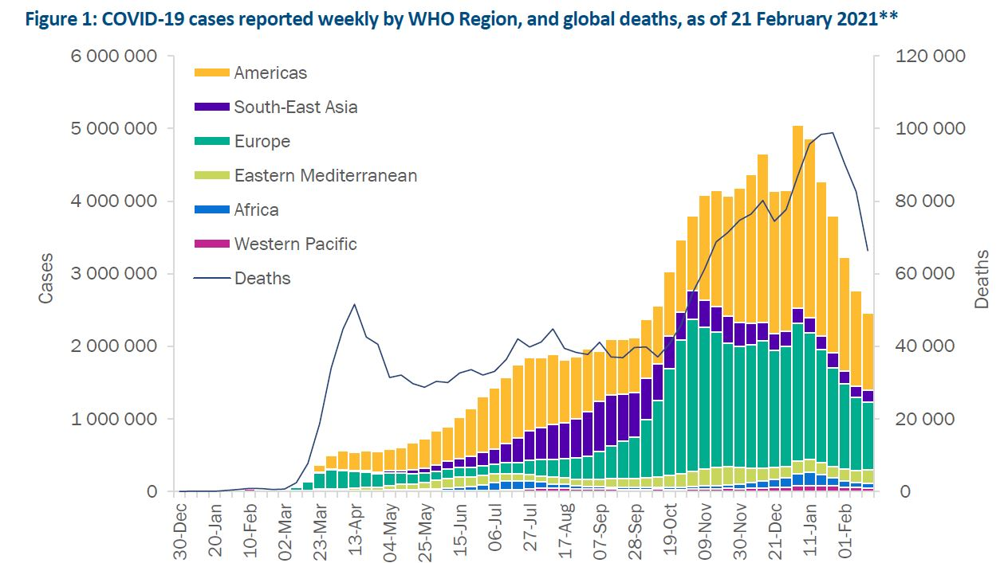 Figure 1: COVID-19 cases reported weekly by WHO Region, and global deaths, as of 21 February 2021**
6 000 000
5 000 000
4 000 000
3 000 000
2 000 000
1 000 000
0
Cases
Americas
South-East Asia
Europe
Eastern Mediterranean
Africa
Western Pacific
Deaths
120 000
100 000
80 000
60 000
40 000
20 000
0
Deaths
30-Dec
20-Jan
10-Feb
02-Mar
23-Mar
13-Apr
04-May
25-May
15-Jun
06-Jul
27-Jul
17-Aug
07-Sep
28-Sep
19-Oct
09-Nov
30-Nov
21-Dec
11-Jan
01-Feb